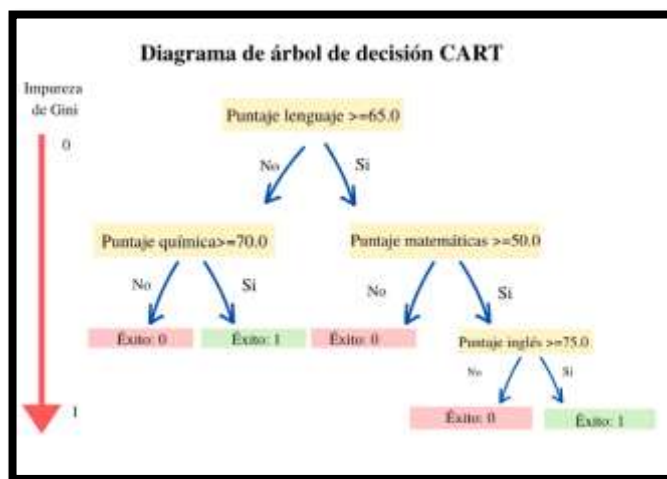 Diagrama de árbol de decisión CART
Impureza
de Gini
0
Puntaje lenguaje >=65.0
No
Si
Puntaje química>=70.0
Puntaje matemáticas >=50.0
No
Si
No
Si
Éxito: 0
Éxito: 1
Éxito: 0
Puntaje inglés >=75.0
No
Si
1
Éxito: 0
Éxito: 1